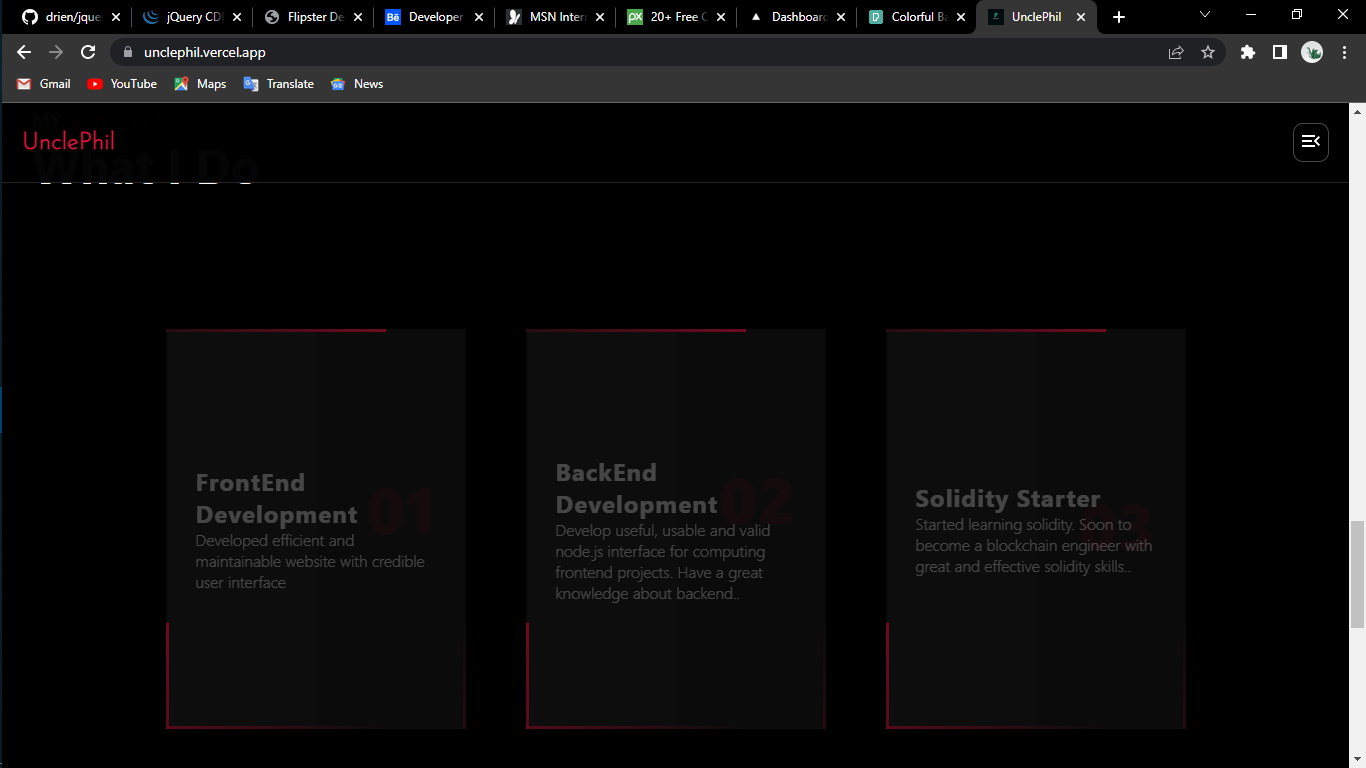 drien/jque
jQuery CD
Flipster De
Developer
MSN Inter
20+ Free C
Dashboard
Colorful Ba
UnclePhil
unclephil.vercel.app
Gmail
YouTube
Maps
Translate
News
MY
UnclePhil
What I Do
FrontEnd
Development
01
Developed efficient and
maintainable website with credible
user interface
BackEnd
Development
02
Develop useful, usable and valid
node.js interface for computing
frontend projects. Have a great
knowledge about backend..
Solidity Starter
03
Started learning solidity. Soon to
become a blockchain engineer with
great and effective solidity skills..